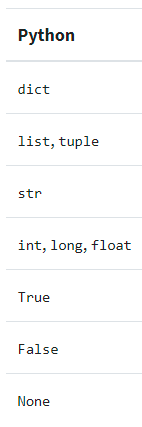 Python
dict
list, tuple
str
int, long, float
True
False
None